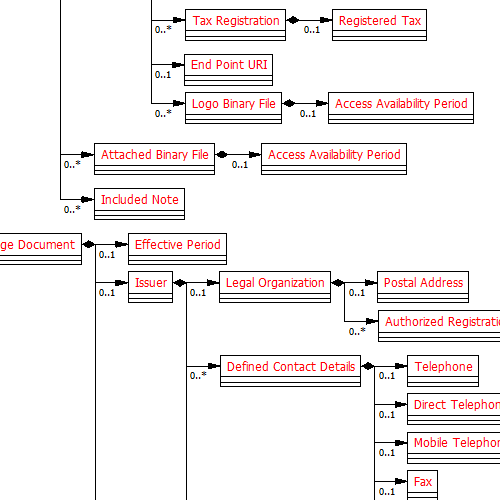 Tax Registration
Registered Tax
0..*
0..1
End Point URI
0..1
Logo Binary File
Access Availability Period
0..*
0..1
Attached Binary File
Access Availability Period
0..*
0..1
Included Note
0..*
ge Document
Effective Period
0..1
Issuer
Legal Organization
Postal Address
0..1
0..1
0..1
Authorized Registratio
0..*
Defined Contact Details
Telephone
0..*
0..1
Direct Telephon
0..1
Mobile Telephon
0..1
Fax
0..1